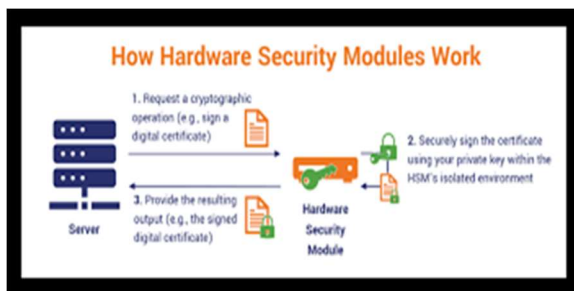 How Hardware Security Modules Work
1. Request a cryptographic
operation (e.g., sign a
digital certificate)
2. Securely sign the certificate
using your private key within the
HSM's isolated environment
3. Provide the resulting
output (e.g., the signed
digital certificate)
Server
Hardware
Security
Module